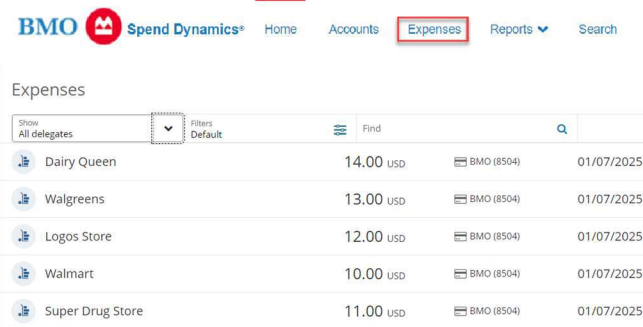 BMO Spend Dynamics® Home Accounts Expenses Reports Search
Expenses
Show
All delegates
Filters
Default
Find
Dairy Queen 14.00 USD BMO (8504) 01/07/2025
Walgreens 13.00 USD BMO (8504) 01/07/2025
Logos Store 12.00 USD BMO (8504) 01/07/2025
Walmart 10.00 USD BMO (8504) 01/07/2025
Super Drug Store 11.00 USD BMO (8504) 01/07/2025